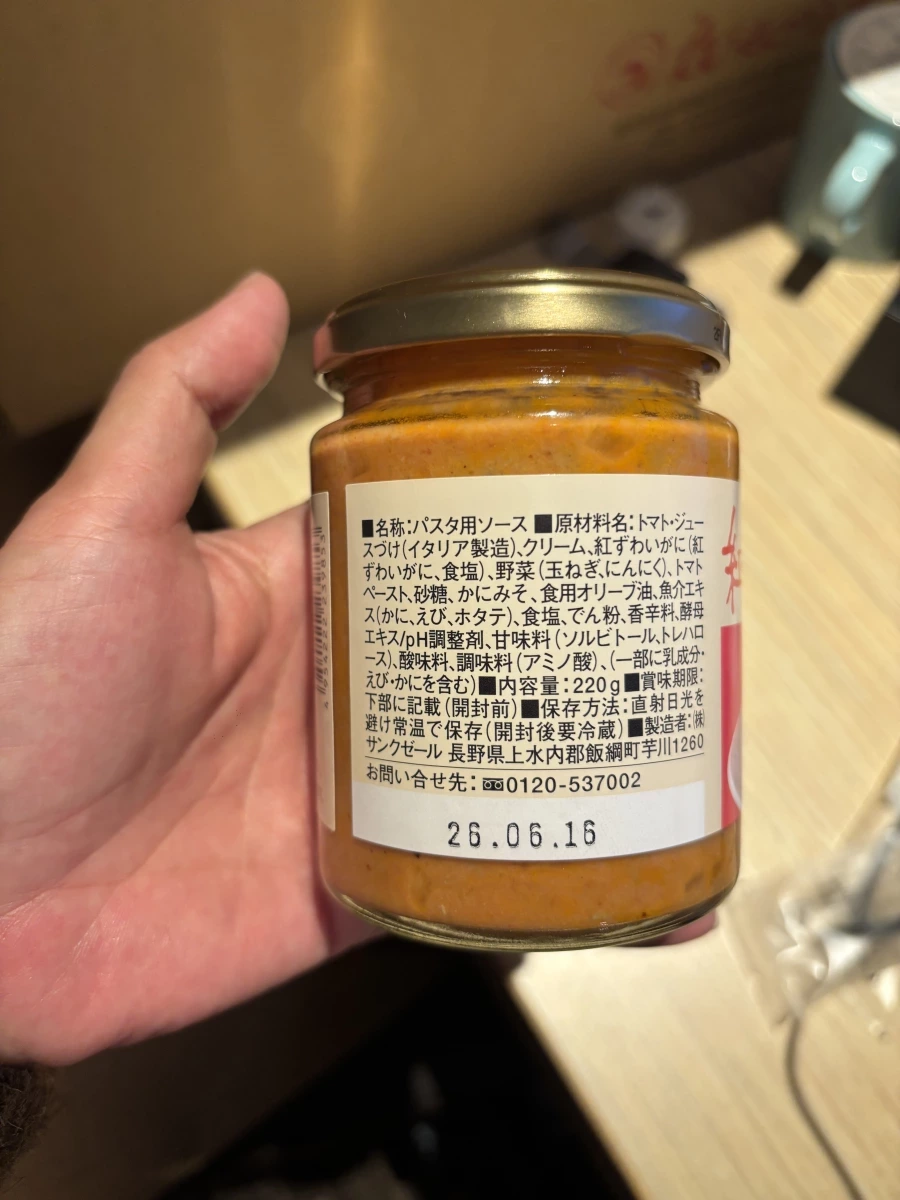 ■名称:パスタ用ソース ■原材料名:トマト・ジュー
スづけ(イタリア製造)、クリーム、紅ずわいがに(紅
ずわいがに、食塩)、野菜(玉ねぎ、にんにく)、トマト
ペースト、砂糖、かにみそ、食用オリーブ油、魚介エキ
ス(かに、えび、ホタテ)、食塩、でん粉、香辛料、酵母
エキス/pH調整剤、甘味料(ソルビトール、トレハロ
ース)、酸味料、調味料(アミノ酸)、(一部に乳成分・
えび・かにを含む)■内容量:220g■賞味期限:
下部に記載(開封前)■保存方法:直射日光を
避け常温で保存(開封後要冷蔵)■製造者:㈱
サンクゼール 長野県上水内郡飯綱町芋川1260
お問い合せ先:0120-537002
26.06.16